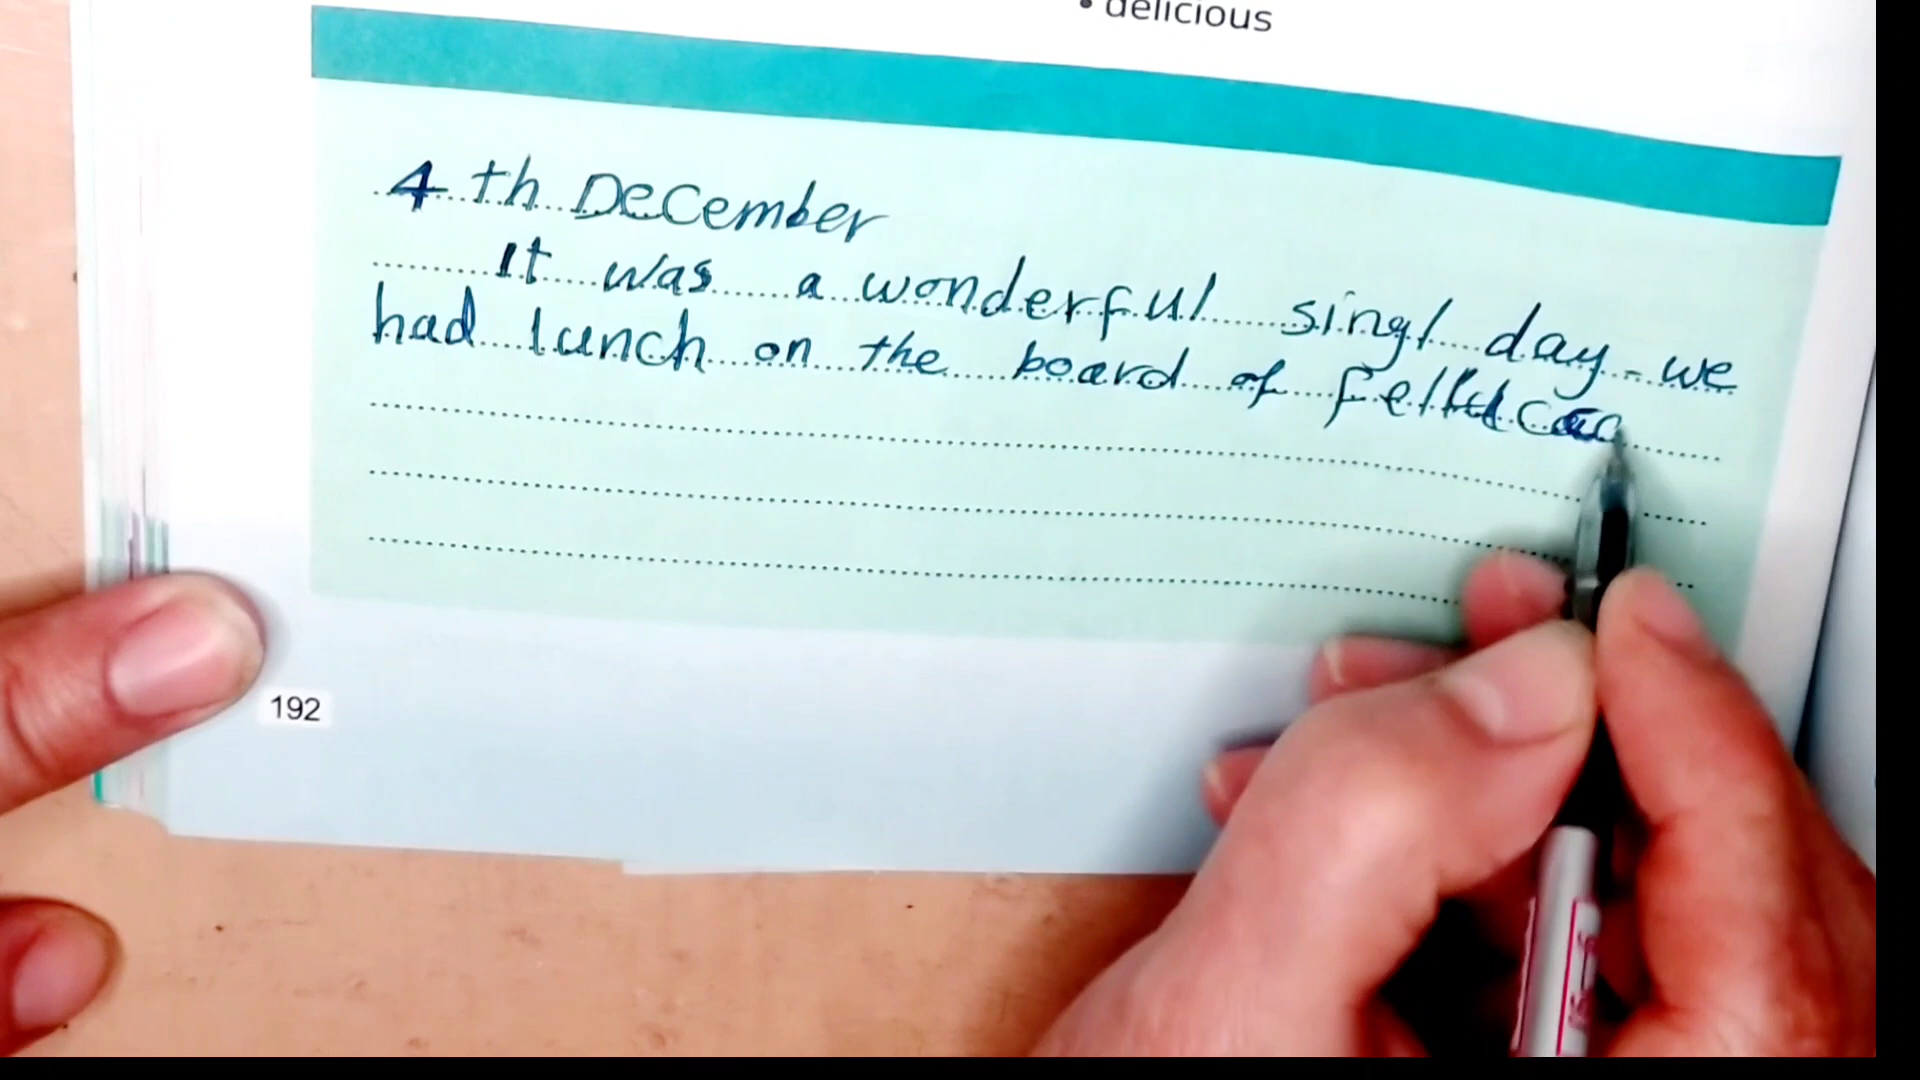 • delicious
4 th December
It was a wonderful singl day - we
had lunch on the board of
192